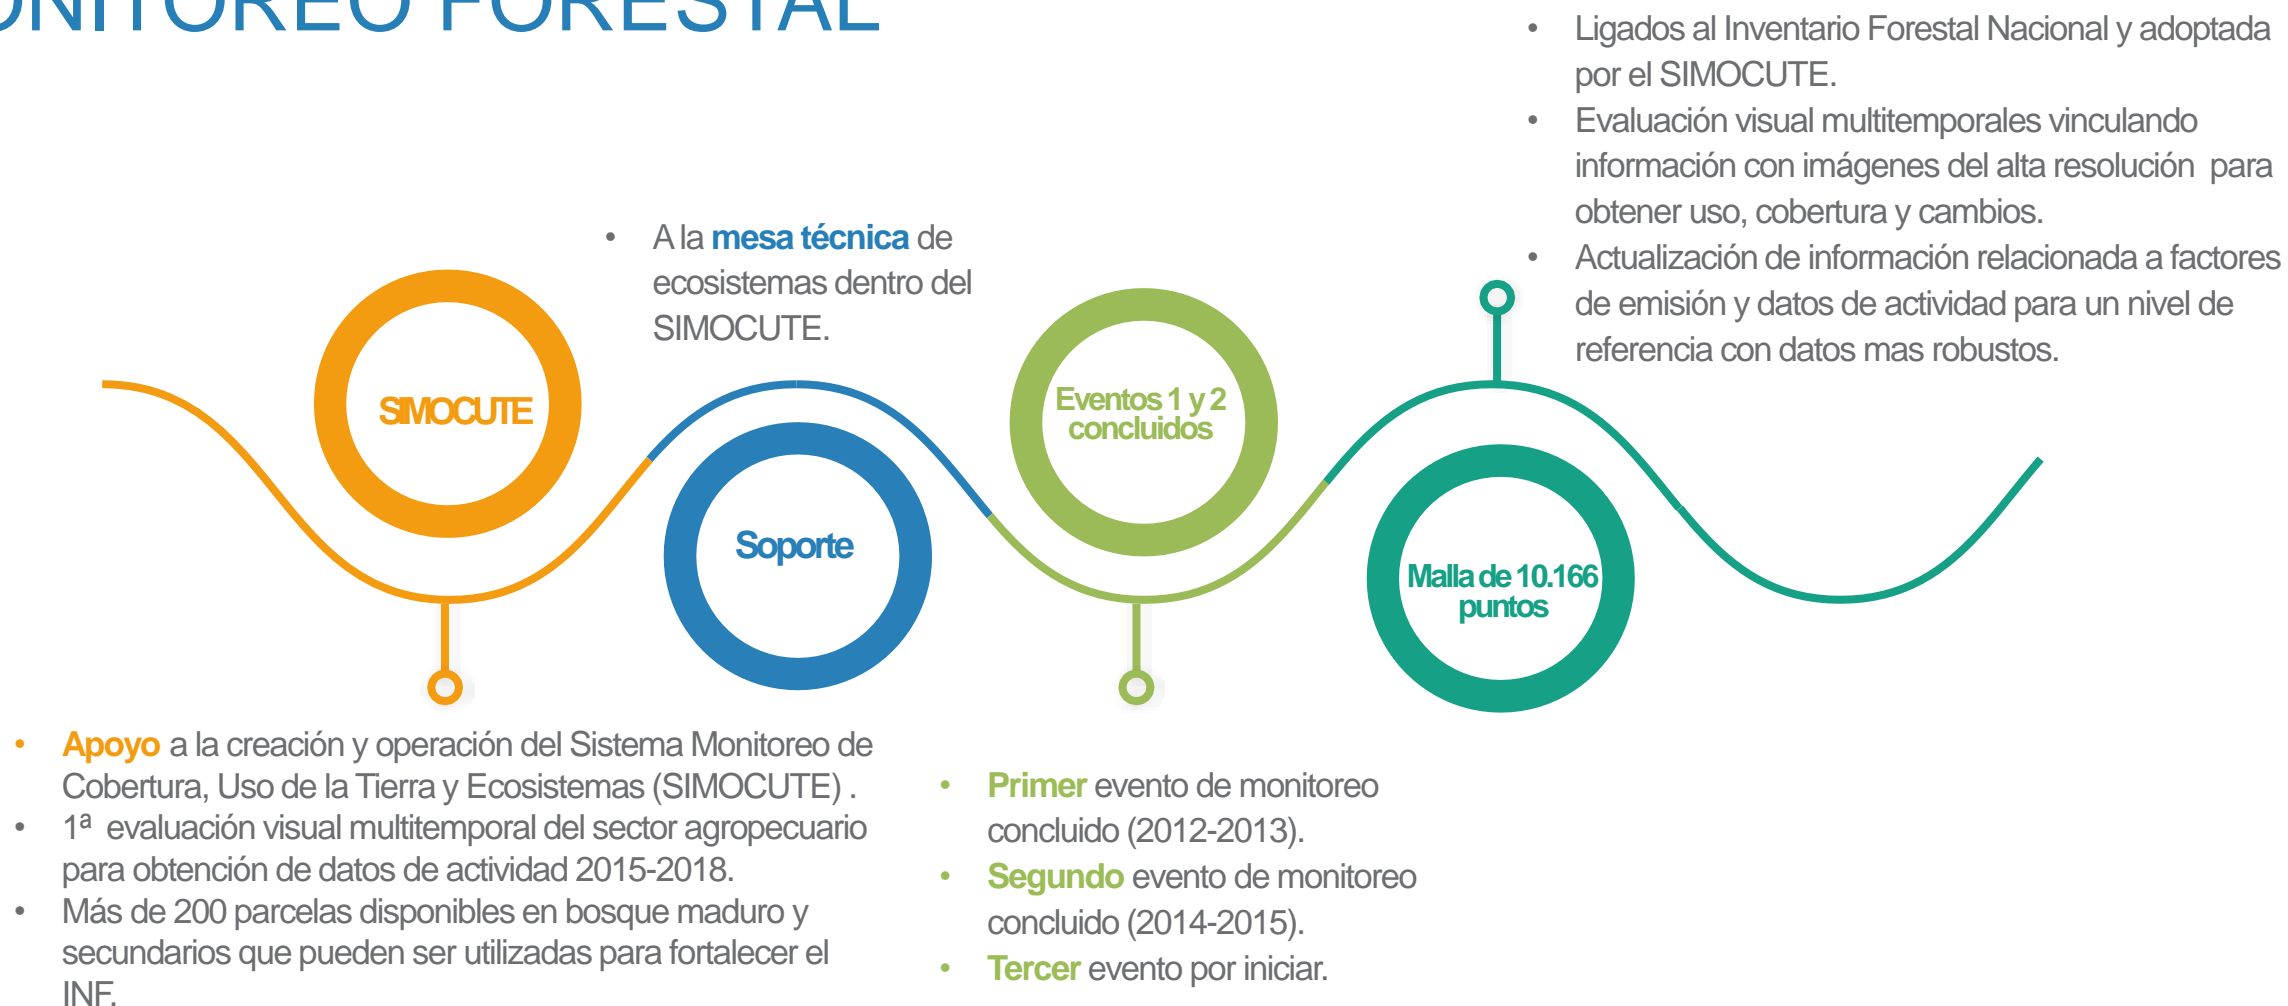 ONITOREO FORESTAL
• Ligados al Inventario Forestal Nacional y adoptada
por el SIMOCUTE.
• Evaluación visual multitemporales vinculando
información con imágenes del alta resolución para
obtener uso, cobertura y cambios.
• Actualización de información relacionada a factores
de emisión y datos de actividad para un nivel de
referencia con datos mas robustos.
• A la mesa técnica de
ecosistemas dentro del
SIMOCUTE.
SIMOCUTE
Soporte
Eventos 1 y 2
concluidos
Malla de 10.166
puntos
• Apoyo a la creación y operación del Sistema Monitoreo de
Cobertura, Uso de la Tierra y Ecosistemas (SIMOCUTE) .
• 1ª evaluación visual multitemporal del sector agropecuario
para obtención de datos de actividad 2015-2018.
• Más de 200 parcelas disponibles en bosque maduro y
secundarios que pueden ser utilizadas para fortalecer el
INF.
• Primer evento de monitoreo
concluido (2012-2013).
• Segundo evento de monitoreo
concluido (2014-2015).
• Tercer evento por iniciar.